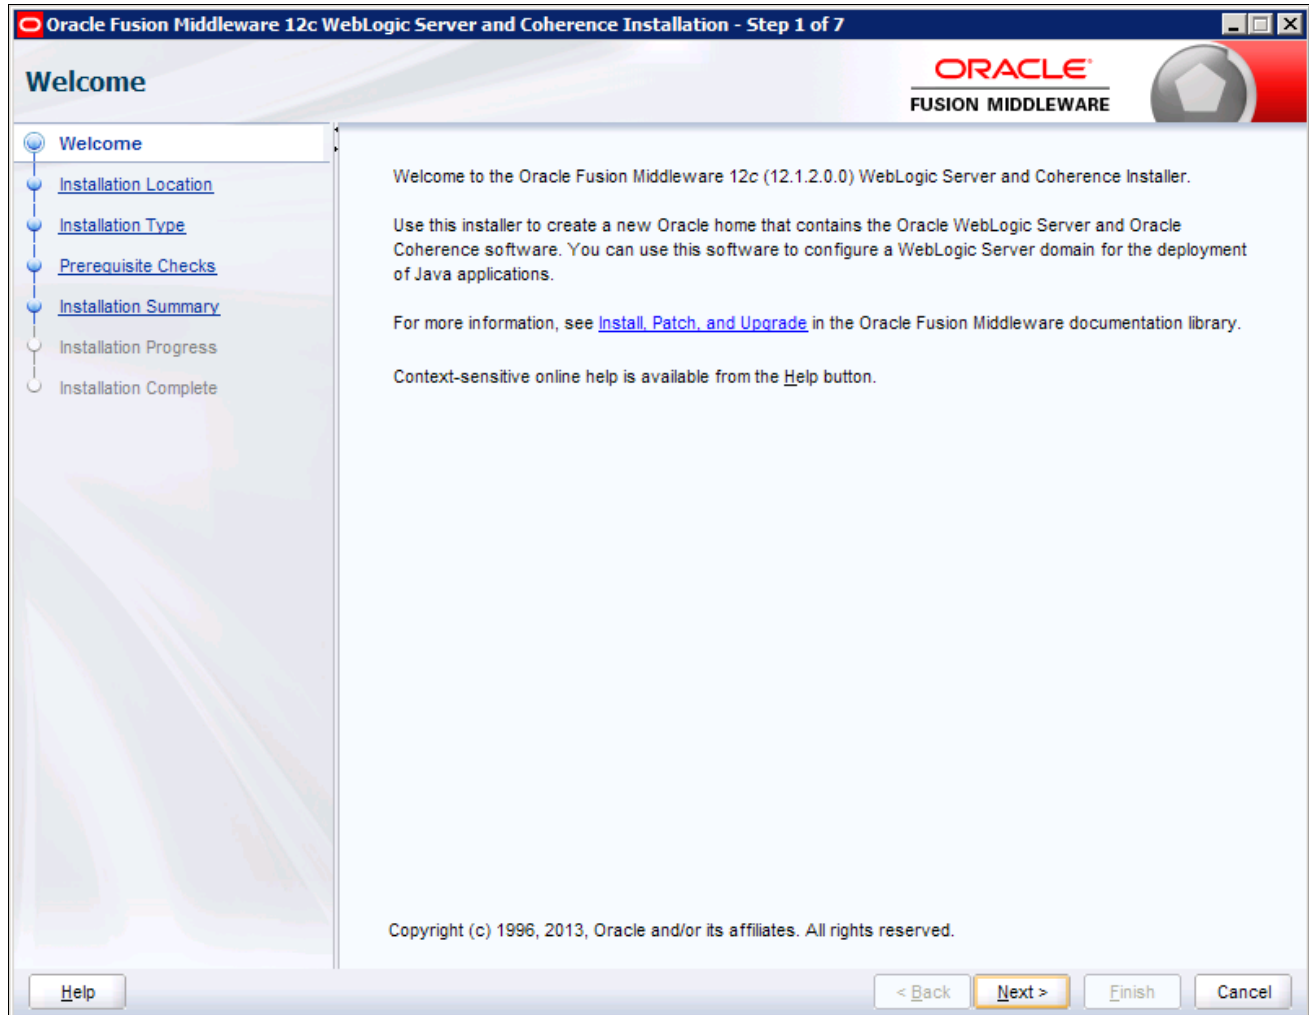 Oracle Fusion Middleware 12c WebLogic Server and Coherence Installation - Step 1 of 7
Welcome
ORACLE
FUSION MIDDLEWARE
Welcome
Installation Location
Installation Type
Prerequisite Checks
Installation Summary
Installation Progress
Installation Complete
Welcome to the Oracle Fusion Middleware 12c (12.1.2.0.0) WebLogic Server and Coherence Installer.
Use this installer to create a new Oracle home that contains the Oracle WebLogic Server and Oracle
Coherence software. You can use this software to configure a WebLogic Server domain for the deployment
of Java applications.
For more information, see Install, Patch, and Upgrade in the Oracle Fusion Middleware documentation library.
Context-sensitive online help is available from the Help button.
Copyright (c) 1996, 2013, Oracle and/or its affiliates. All rights reserved.
Help
< Back
Next >
Finish
Cancel